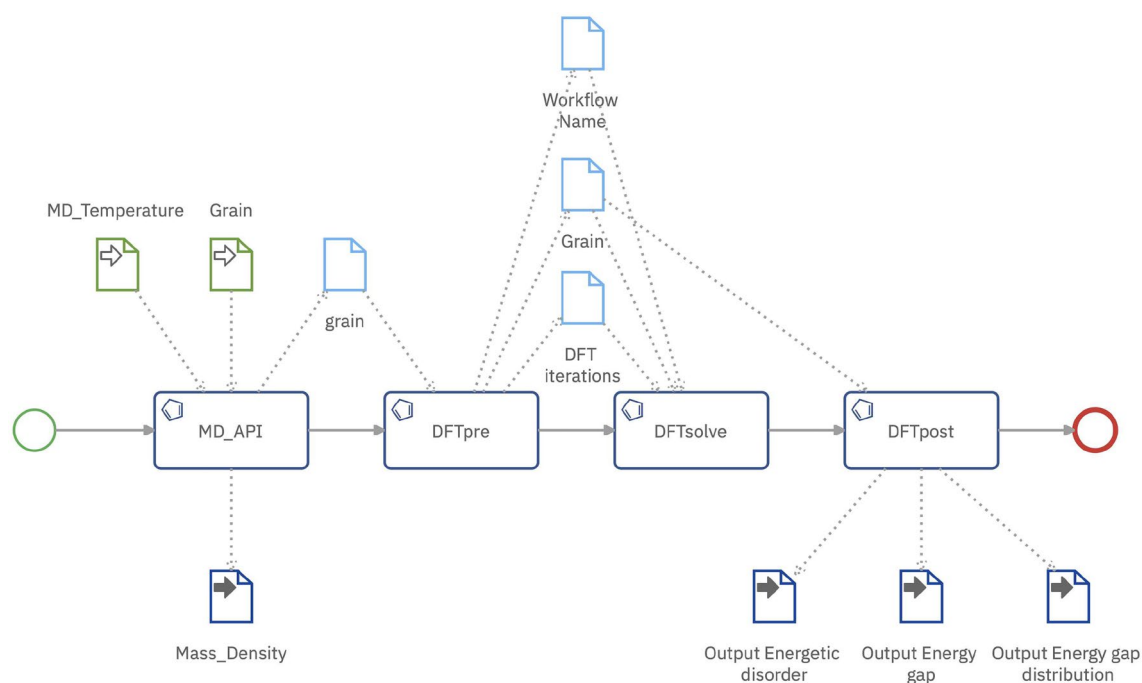 Workflow
Name
MD_Temperature
Grain
Grain
grain
DFT
iterations
MD_API
DFTpre
DFTsolve
DFTpost
Mass_Density
Output Energetic
disorder
Output Energy
gap
Output Energy gap
distribution